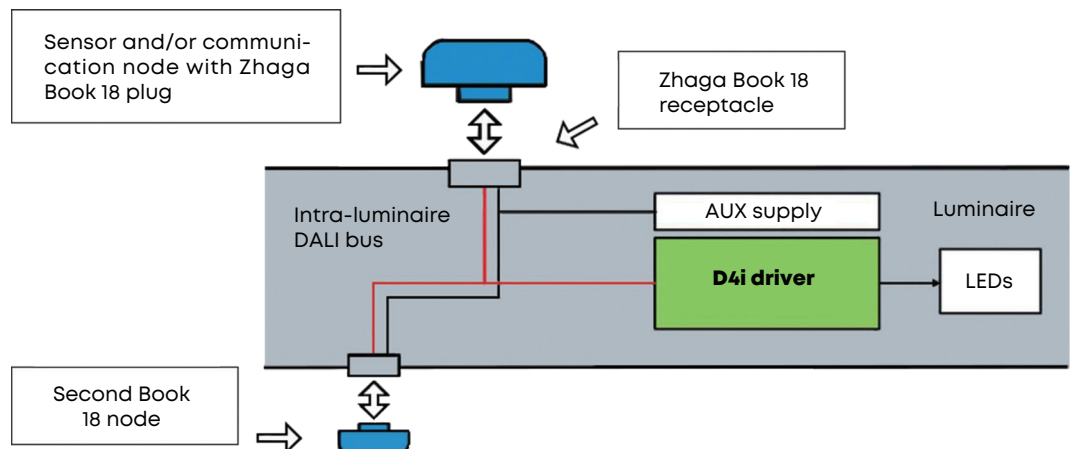 Sensor and/or communi-
cation node with Zhaga
Book 18 plug
Zhaga Book 18
receptacle
Intra-luminaire
DALI bus
AUX supply
Luminaire
D4i driver
LEDs
Second Book
18 node